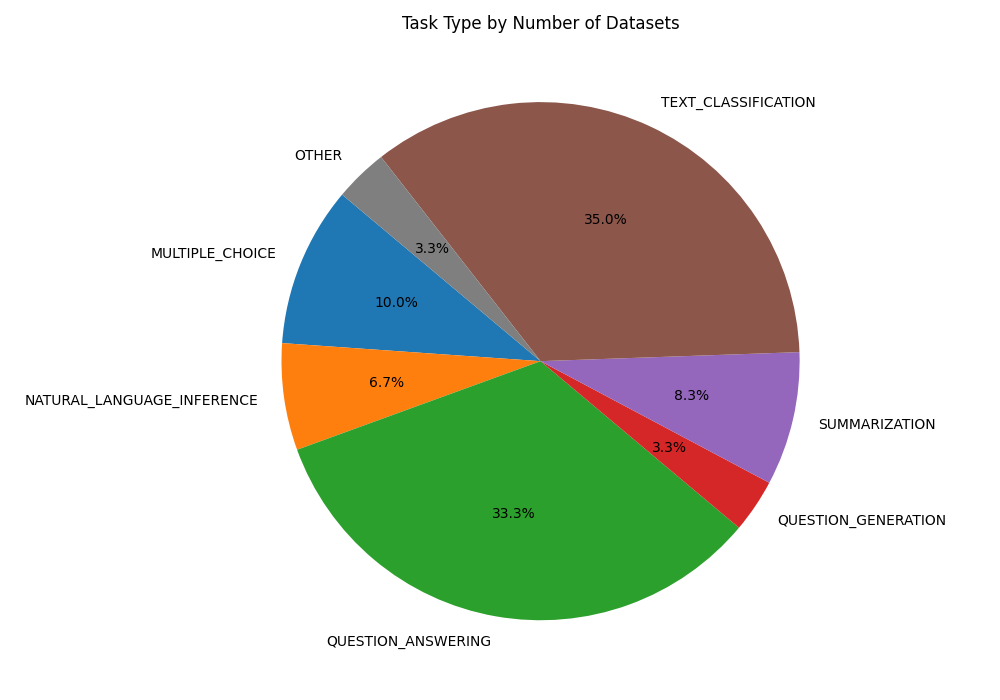 Task Type by Number of Datasets
TEXT_CLASSIFICATION
35.0%
OTHER
3.3%
MULTIPLE_CHOICE
10.0%
NATURAL_LANGUAGE_INFERENCE
6.7%
QUESTION_ANSWERING
33.3%
QUESTION_GENERATION
3.3%
SUMMARIZATION
8.3%